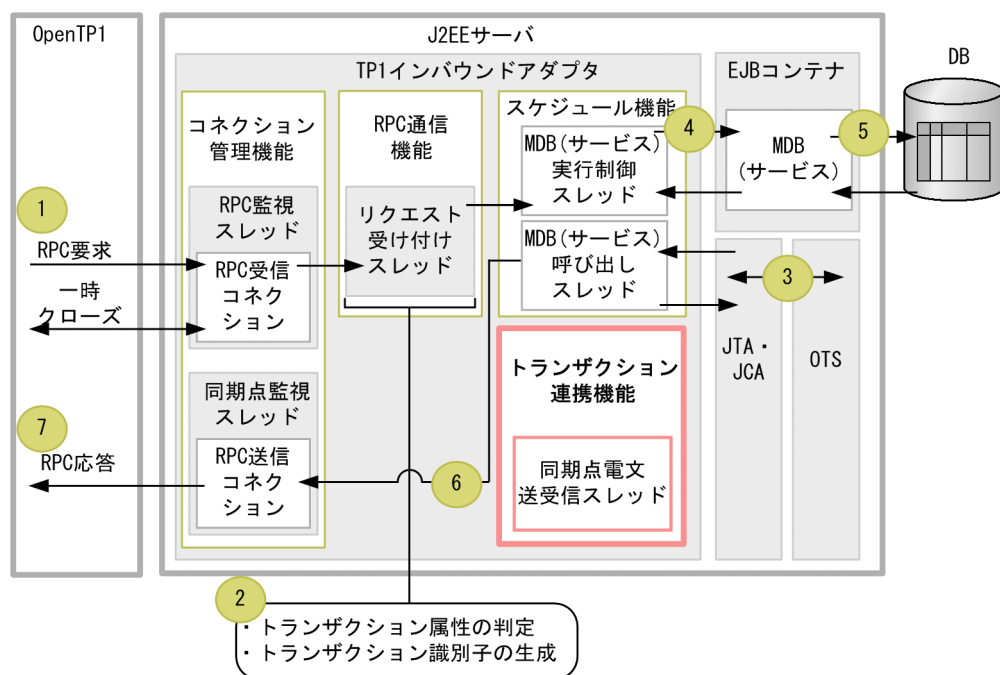 OpenTP1
J2EEサーバ
DB
TP1インバウンドアダプタ
EJBコンテナ
コネクション
管理機能
RPC通信
機能
スケジュール機能
MDB(サービス)
実行制御
スレッド
4
MDB
(サービス)
5
1
RPC要求
RPC監視
スレッド
リクエスト
受け付け
スレッド
MDB(サービス)
呼び出し
スレッド
RPC受信
コネク
ション
一時
クローズ
3
JTA・
JCA
OTS
トランザクション
連携機能
同期点監視
スレッド
7
RPC応答
RPC送信
コネク
ション
6
同期点電文
送受信スレッド
2
・トランザクション属性の判定
・トランザクション識別子の生成